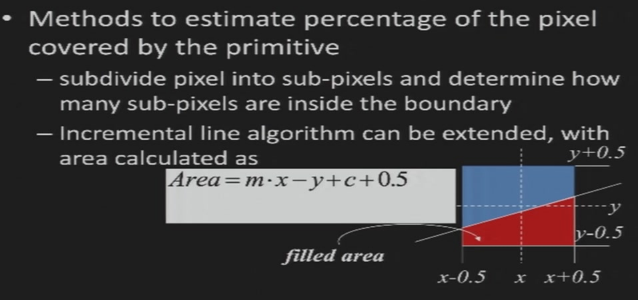 • Methods to estimate percentage of the pixel
covered by the primitive
– subdivide pixel into sub-pixels and determine how
many sub-pixels are inside the boundary
– Incremental line algorithm can be extended, with
area calculated as
y+0.5
Area=m·x−y+c+0.5
y
y-0.5
filled area
x-0.5 x x+0.5